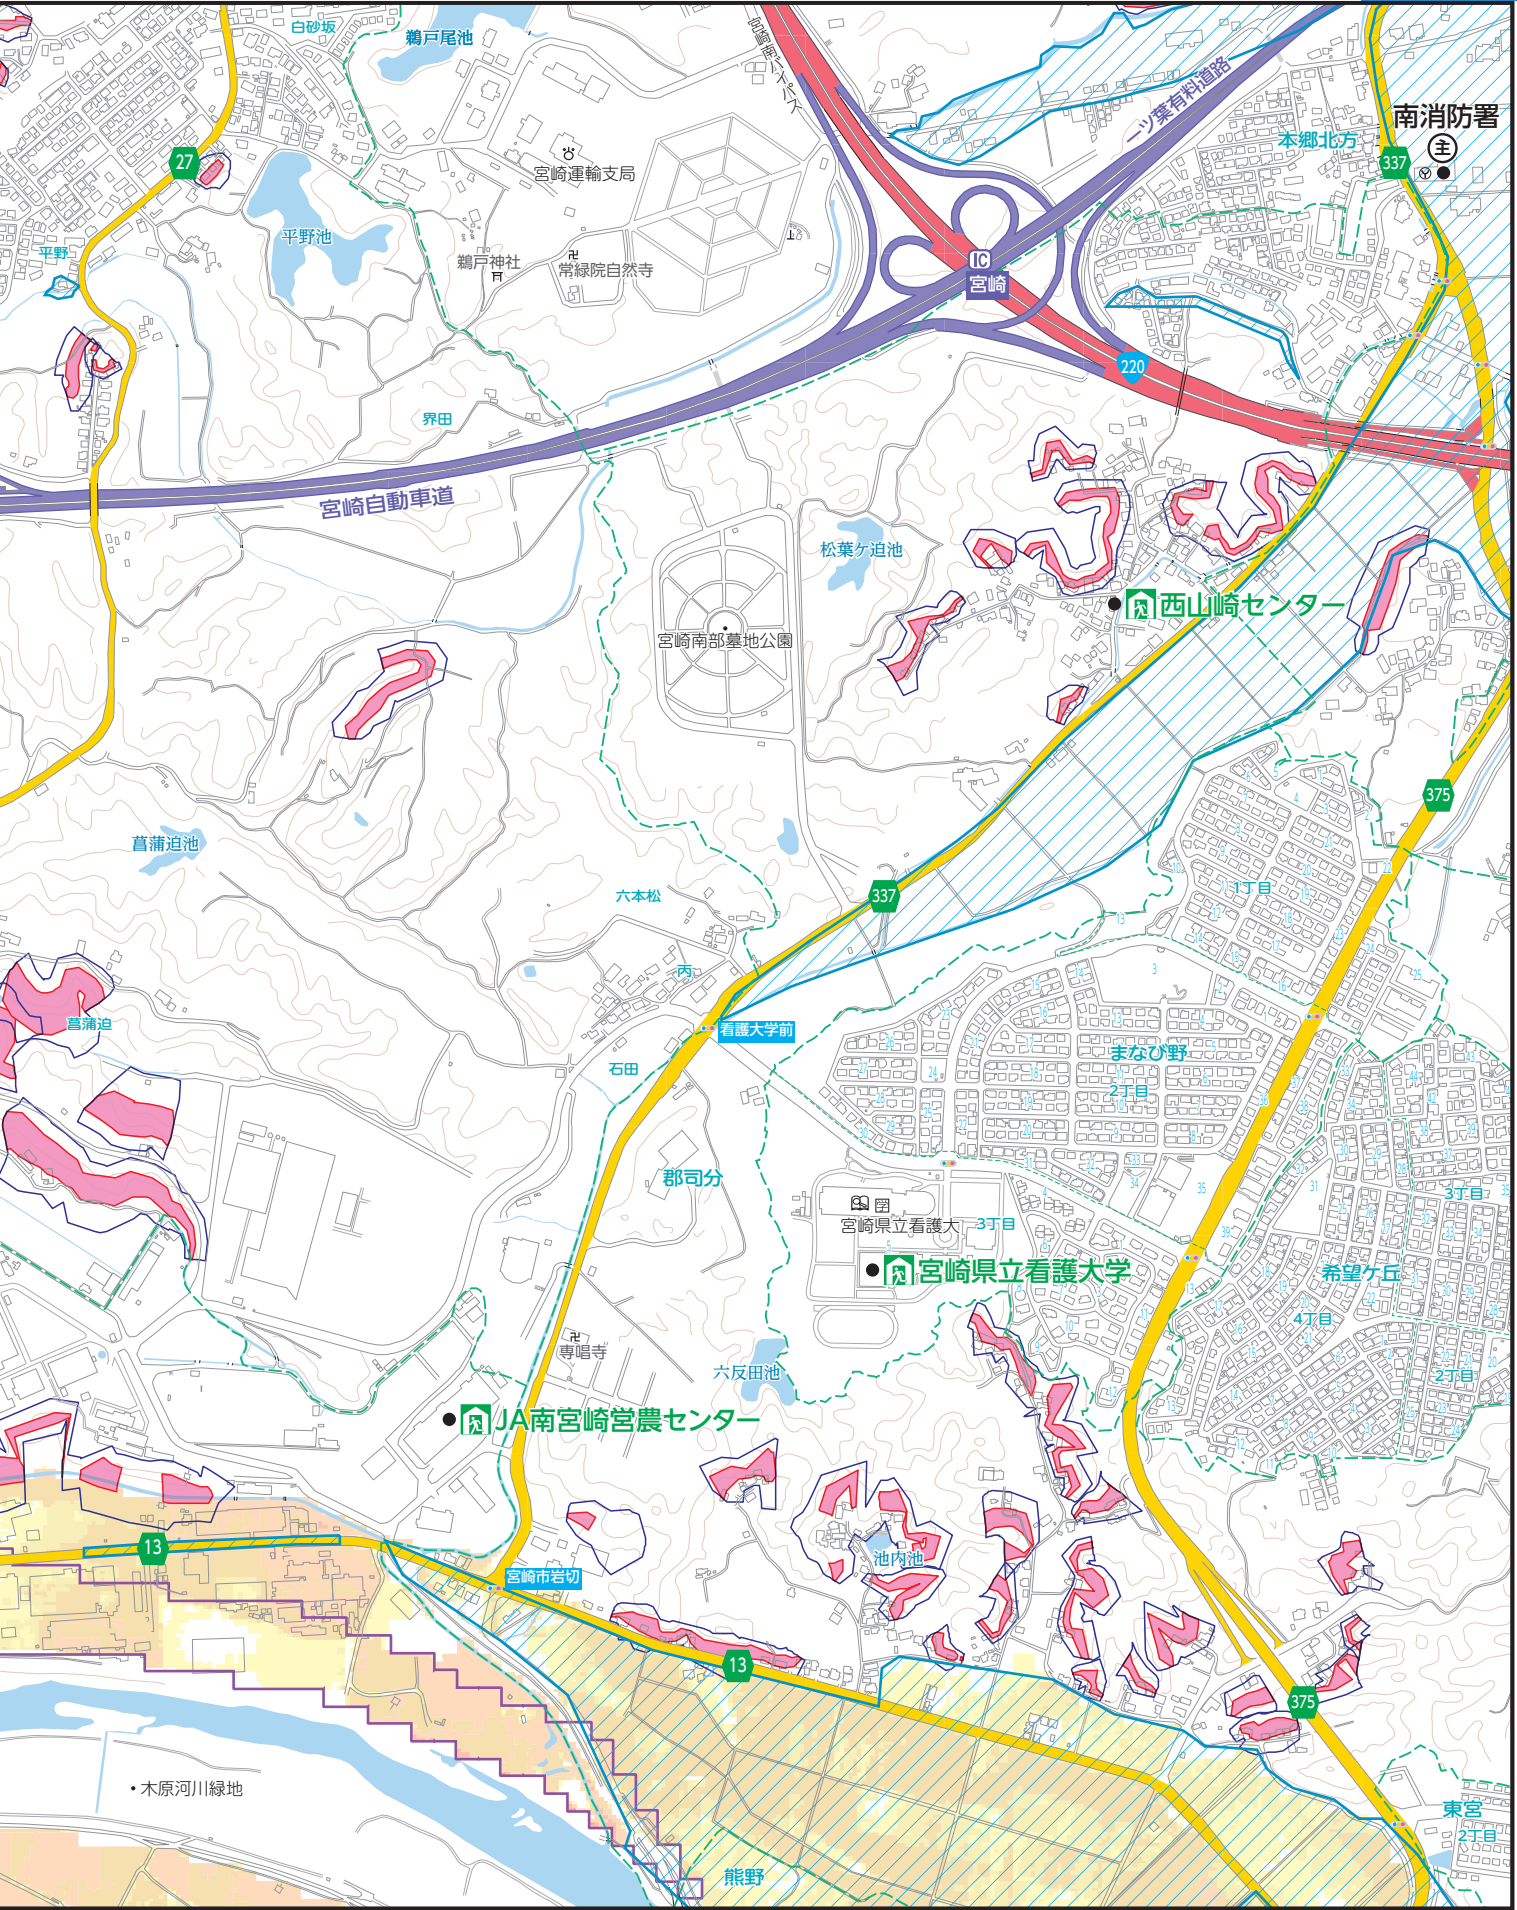 白砂坂
鵜戸尾池
宮崎南バイパス
一ツ葉有料道路
南消防署
主
本郷北方
337
27
宮崎運輸支局
平野池
平野
鵜戸神社
常緑院自然寺
IC
宮崎
220
界田
宮崎自動車道
松葉ケ迫池
西山崎センター
宮崎南部墓地公園
375
菖蒲迫池
六本松
337
1丁目
丙
菖蒲迫
看護大学前
石田
まなび野
2丁目
郡司分
宮崎県立看護大
3丁目
3丁目
宮崎県立看護大学
希望ケ丘
4丁目
専唱寺
六反田池
2丁目
JA南宮崎営農センター
13
池内池
宮崎市岩切
13
375
木原河川緑地
東宮
2丁目
熊野